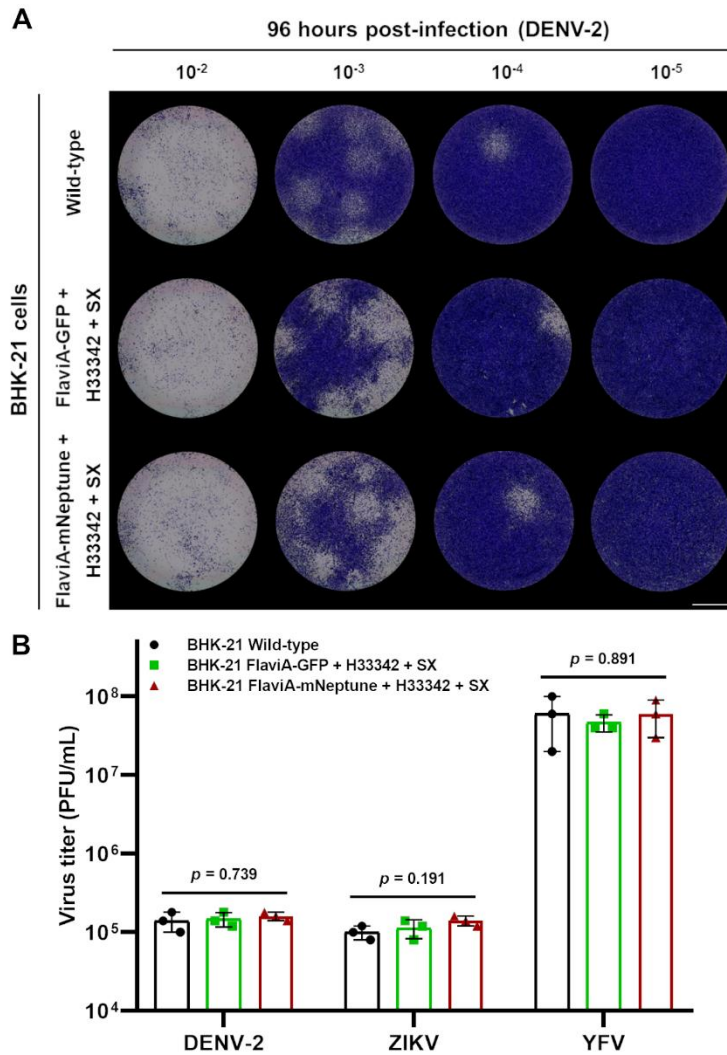 A
96 hours post-infection (DENV-2)
10-2 10-3 10-4 10-5
BHK-21 cells
Wild-type
FlaviA-GFP +
H33342 + SX
FlaviA-mNeptune +
H33342 + SX
B
BHK-21 Wild-type
BHK-21 FlaviA-GFP + H33342 + SX
BHK-21 FlaviA-mNeptune + H33342 + SX
p = 0.891
p = 0.739
p = 0.191
Virus titer (PFU/mL)
10⁸
10⁷
10⁶
10⁵
10⁴
DENV-2 ZIKV YFV